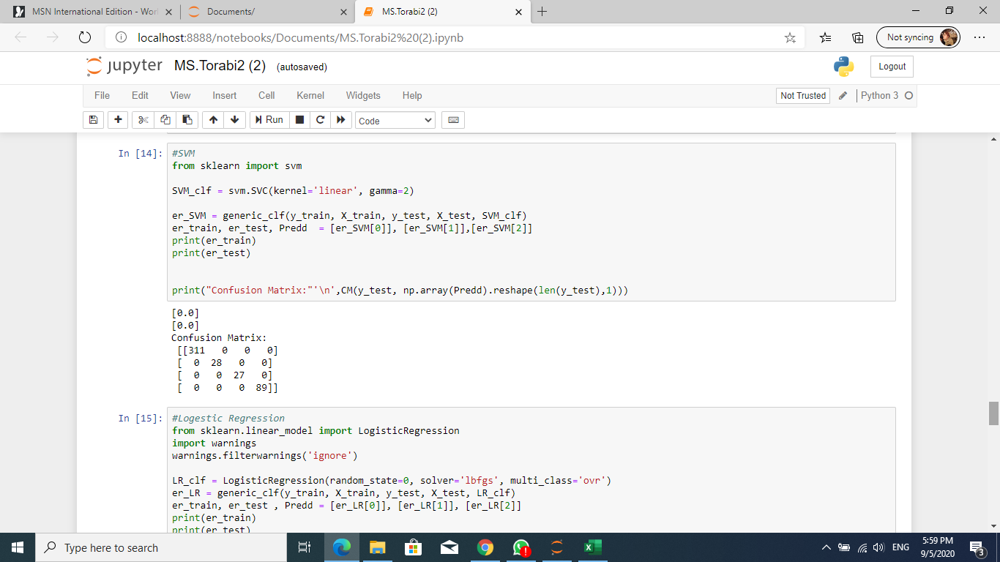 MSN International Edition - Worl
Documents/
MS.Torabi2 (2)
localhost:8888/notebooks/Documents/MS.Torabi2%20(2).ipynb
Not syncing
jupyter MS.Torabi2 (2) (autosaved)
Logout
File Edit View Insert Cell Kernel Widgets Help
Not Trusted
Python 3
Run
Code
In [14]:
#SVM
from sklearn import svm
SVM_clf = svm.SVC(kernel='linear', gamma=2)
er_SVM = generic_clf(y_train, X_train, y_test, X_test, SVM_clf)
er_train, er_test, Predd  = [er_SVM[0]], [er_SVM[1]],[er_SVM[2]]
print(er_train)
print(er_test)
print("Confusion Matrix:"'\n',CM(y_test, np.array(Predd).reshape(len(y_test),1)))
[0.0]
[0.0]
Confusion Matrix:
[[311   0   0   0]
[  0  28   0   0]
[  0   0  27   0]
[  0   0   0  89]]
In [15]:
#Logestic Regression
from sklearn.linear_model import LogisticRegression
import warnings
warnings.filterwarnings('ignore')
LR_clf = LogisticRegression(random_state=0, solver='lbfgs', multi_class='ovr')
er_LR = generic_clf(y_train, X_train, y_test, X_test, LR_clf)
er_train, er_test , Predd = [er_LR[0]], [er_LR[1]], [er_LR[2]]
print(er_train)
print(er_test)
Type here to search
ENG
5:59 PM
9/5/2020
3